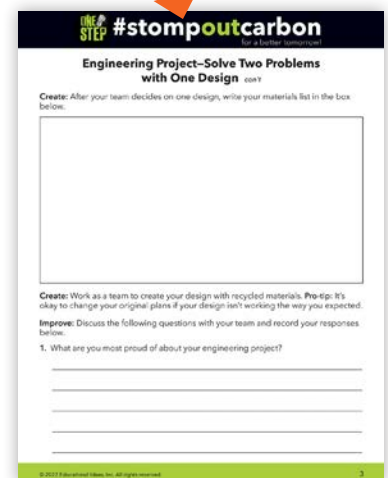 ONE STEP #stompoutcarbon
for a better tomorrow!
Engineering Project—Solve Two Problems
with One Design con't
Create: After your team decides on one design, write your materials list in the box
below.
Create: Work as a team to create your design with recycled materials. Pro-tip: It's
okay to change your original plans if your design isn't working the way you expected.
Improve: Discuss the following questions with your team and record your responses
below.
1. What are you most proud of about your engineering project?
© 2023 Educational Ideas, Inc. All rights reserved.
3